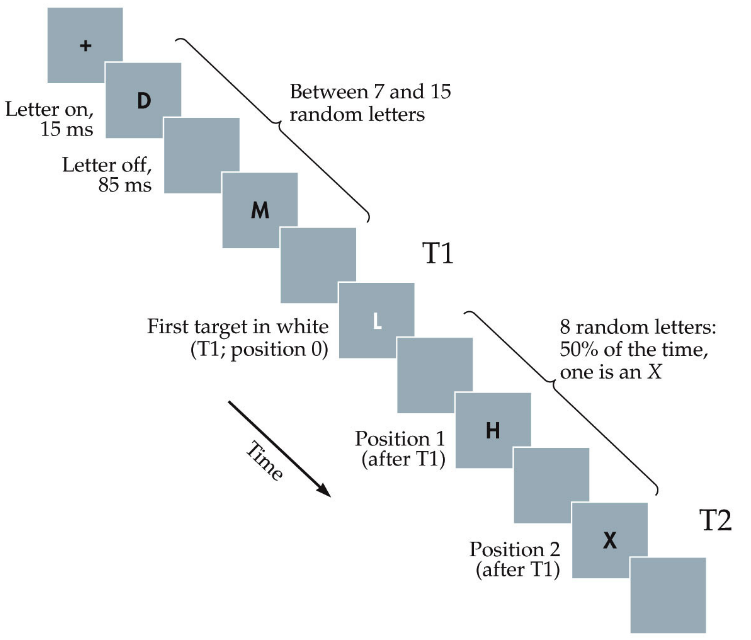 +
D
Letter on,
15 ms
Between 7 and 15
random letters
Letter off,
85 ms
M
T1
L
First target in white
(T1; position 0)
8 random letters:
50% of the time,
one is an X
H
Position 1
(after T1)
Time
T2
X
Position 2
(after T1)